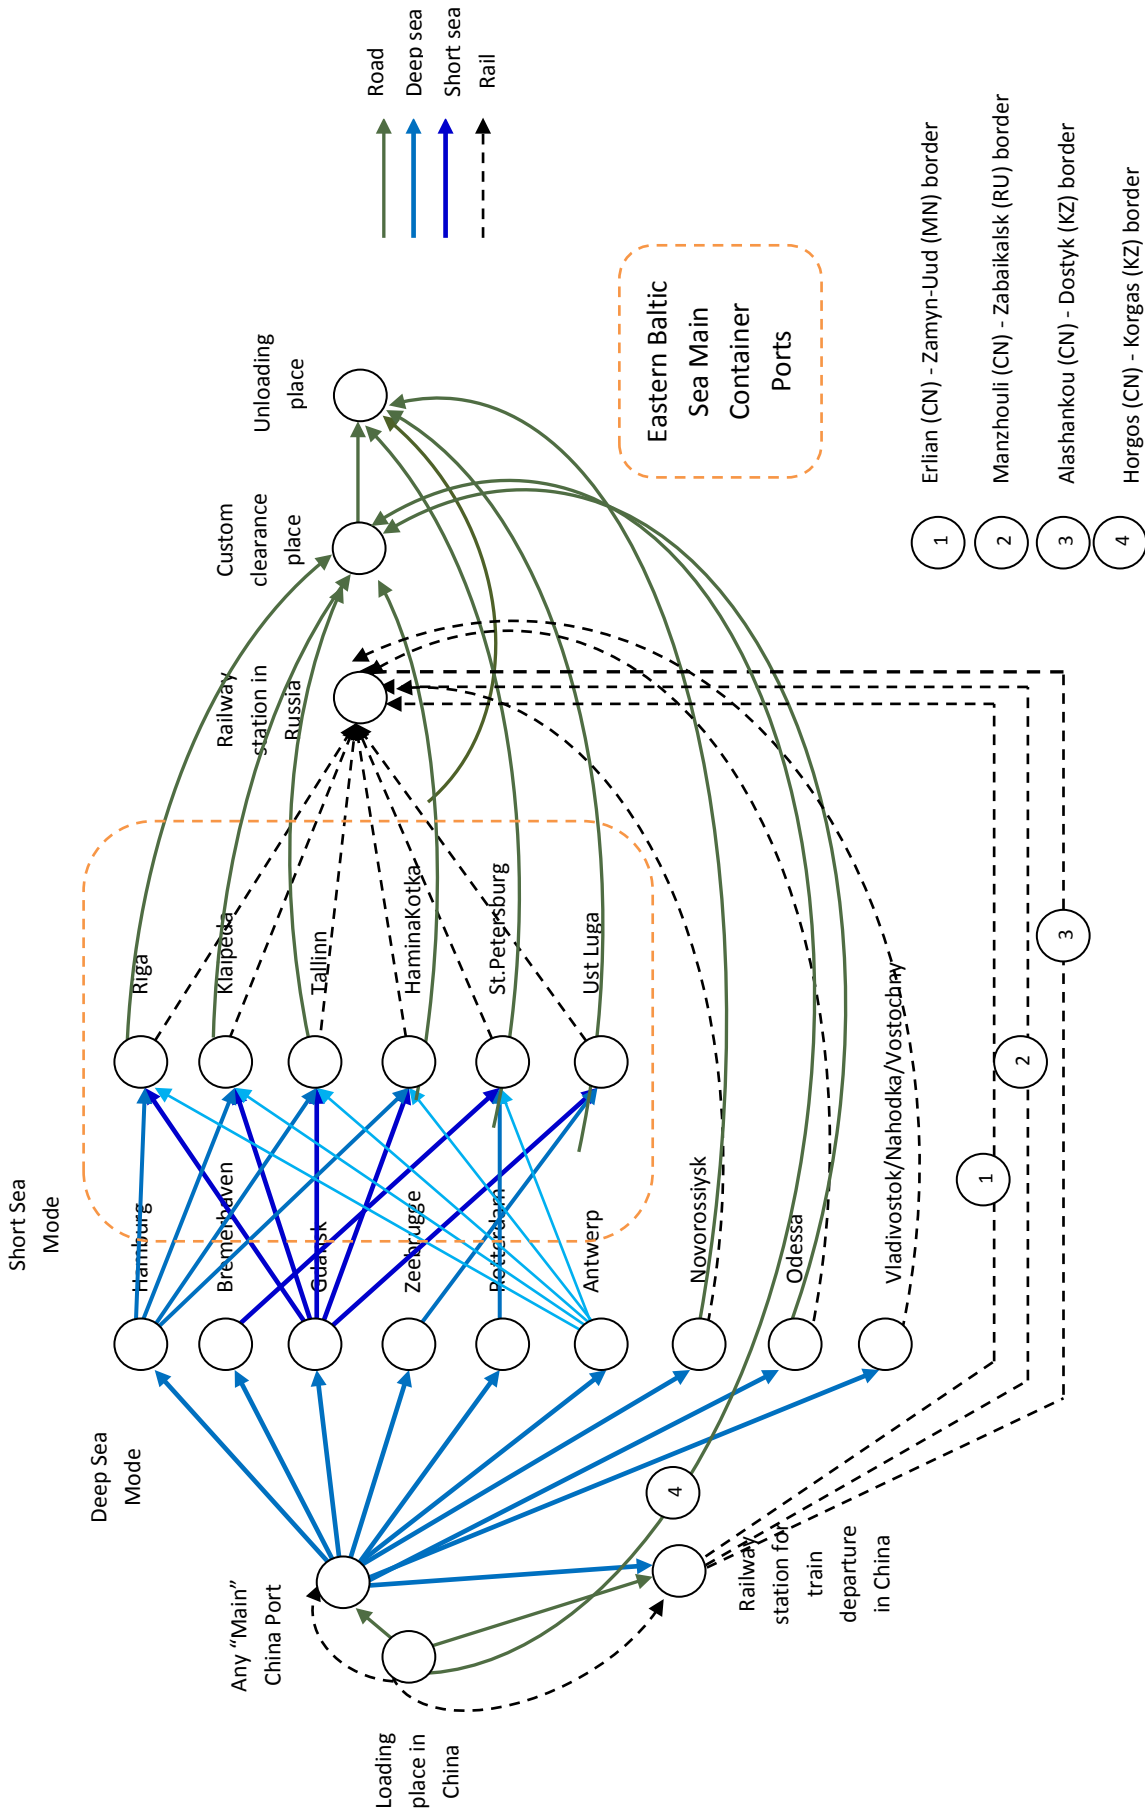 Short Sea
Mode
Deep Sea
Mode
Any “Main”
China Port
Loading
place in
China
Railway
station for
train
departure
in China
Hamburg
Bremerhaven
Gdansk
Zeebrugge
Rotterdam
Antwerp
Novorossiysk
Odessa
Vladivostok/Nahodka/Vostochny
Riga
Klaipeda
Tallinn
HaminaKotka
St.Petersburg
Ust Luga
Railway
station in
Russia
Custom
clearance
place
Unloading
place
Road
Deep sea
Short sea
Rail
Eastern Baltic
Sea Main
Container
Ports
4
1
2
3
1 Erlian (CN) - Zamyn-Uud (MN) border
2 Manzhouli (CN) - Zabaikalsk (RU) border
3 Alashankou (CN) - Dostyk (KZ) border
4 Horgos (CN) - Korgas (KZ) border